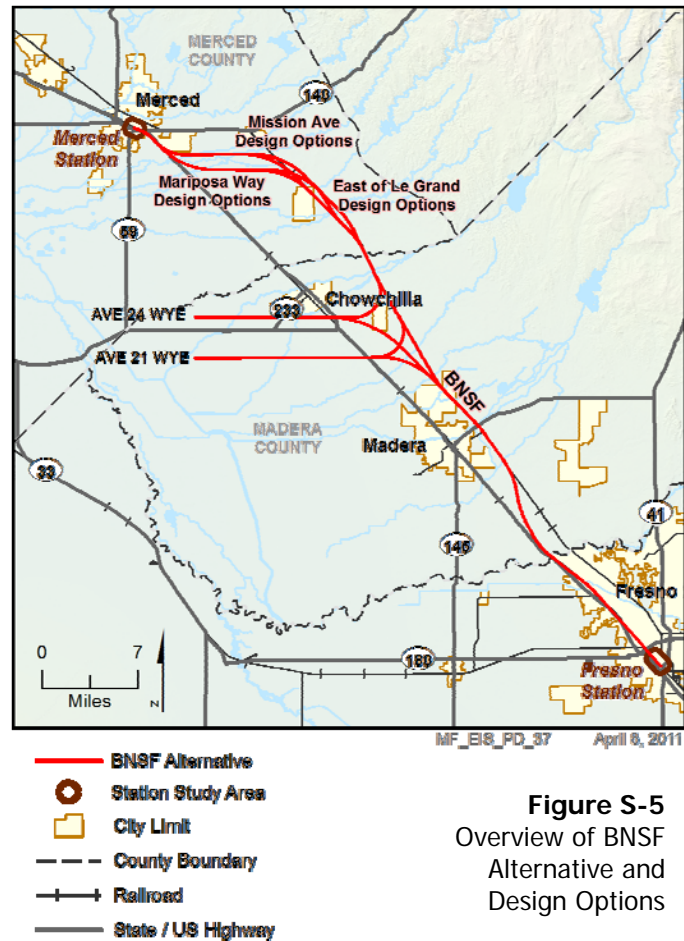 MERCED
COUNTY
140
Merced
Merced
Station
Mission Ave
Design Options
Mariposa Way
Design Options
East of Le Grand
Design Options
59
Chowchilla
233
AVE 24 WYE
AVE 21 WYE
BNSF
MADERA
COUNTY
Madera
33
41
145
Fresno
180
Fresno
Station
0 7
Miles
Z
MF_EIS_PD_37 April 6, 2011
BNSF Alternative
Station Study Area
City Limit
County Boundary
Railroad
State / US Highway
Figure S-5
Overview of BNSF
Alternative and
Design Options